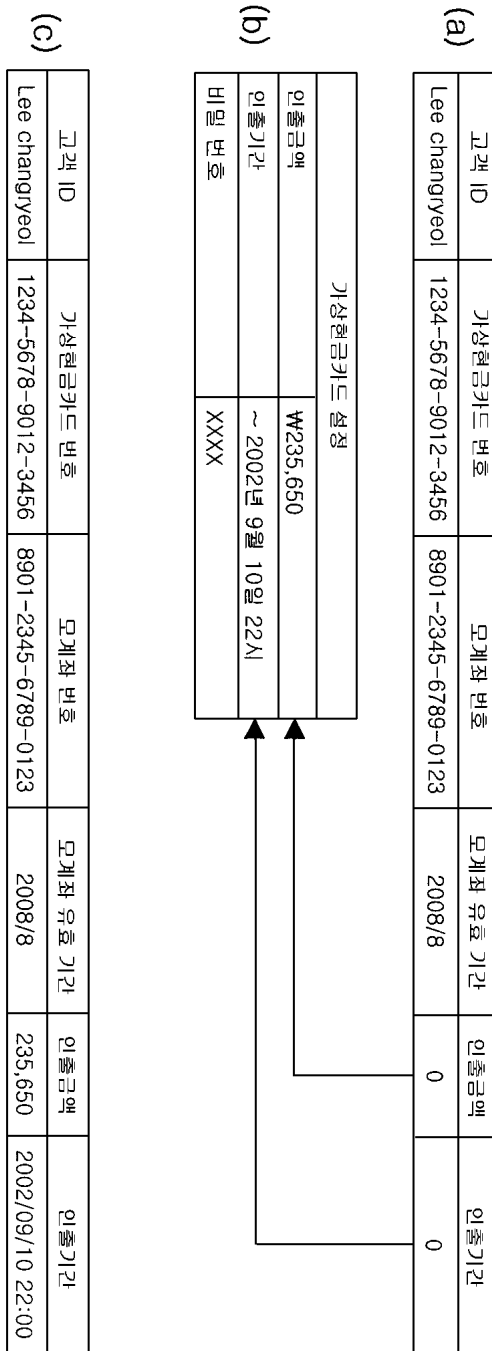 (a)
고객 ID 가상현금카드 번호 모계좌 번호 모계좌 유효 기간 인출금액 인출기간
Lee changryeol 1234-5678-9012-3456 8901-2345-6789-0123 2008/8 0 0
(b)
가상현금카드 설정
인출금액 ₩235,650
인출기간 ~ 2002년 9월 10일 22시
비밀 번호 XXXX
(c)
고객 ID 가상현금카드 번호 모계좌 번호 모계좌 유효 기간 인출금액 인출기간
Lee changryeol 1234-5678-9012-3456 8901-2345-6789-0123 2008/8 235,650 2002/09/10 22:00